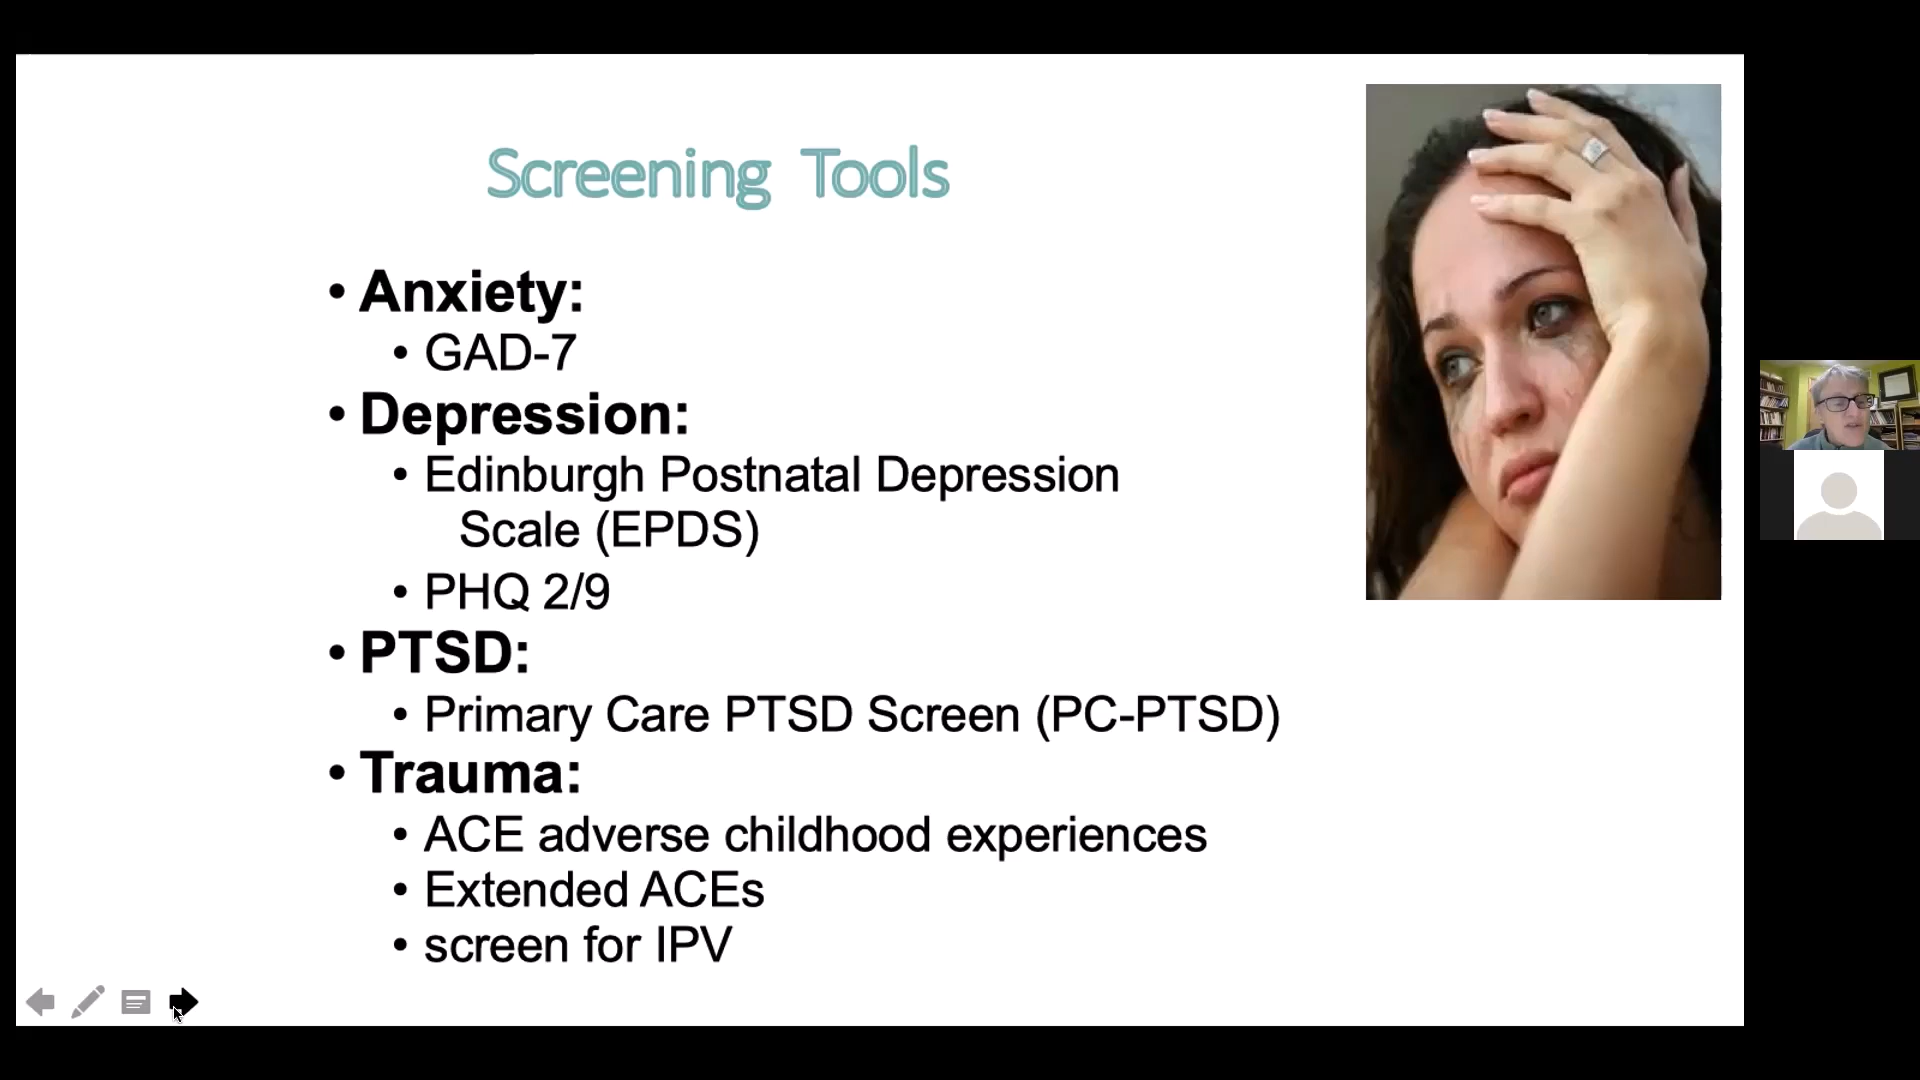 Screening Tools
• Anxiety:
• GAD-7
• Depression:
• Edinburgh Postnatal Depression
Scale (EPDS)
• PHQ 2/9
• PTSD:
• Primary Care PTSD Screen (PC-PTSD)
• Trauma:
• ACE adverse childhood experiences
• Extended ACEs
• screen for IPV